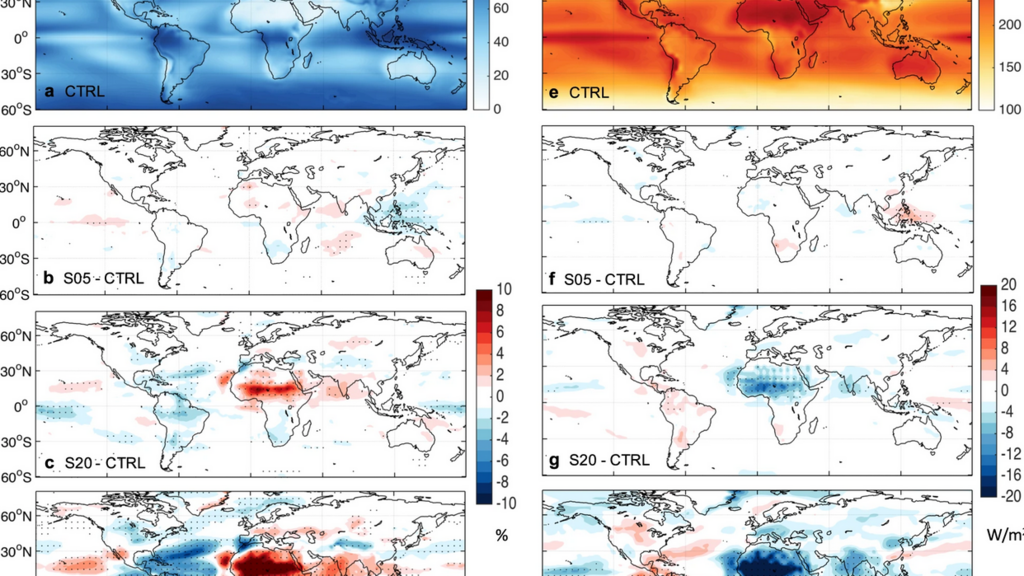 30°N
0°
30°S
60°S
a CTRL
60
40
20
0
e CTRL
200
150
100
60°N
30°N
0°
30°S
60°S
b S05 - CTRL
f S05 - CTRL
60°N
30°N
0°
30°S
60°S
c S20 - CTRL
10
8
6
4
2
0
-2
-4
-6
-8
-10
%
g S20 - CTRL
20
16
12
8
4
0
-4
-8
-12
-16
-20
60°N
30°N